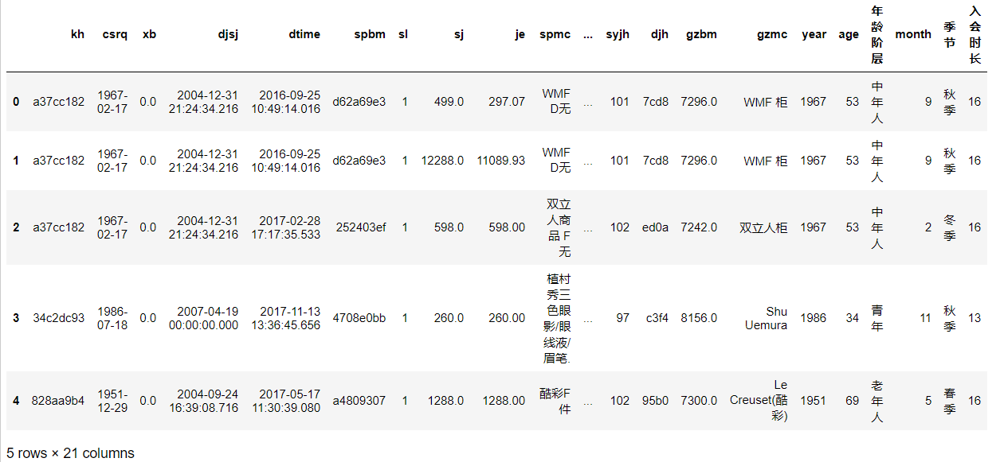 kh csrq xb djsj dtime spbm sl sj je spmc ... syjh djh gzbm gzmc year age 年龄阶层 month 季节 入会时长
0 a37cc182 1967-02-17 0.0 2004-12-31 21:24:34.216 2016-09-25 10:49:14.016 d62a69e3 1 499.0 297.07 WMF D无 ... 101 7cd8 7296.0 WMF 柜 1967 53 中年人 9 秋季 16
1 a37cc182 1967-02-17 0.0 2004-12-31 21:24:34.216 2016-09-25 10:49:14.016 d62a69e3 1 12288.0 11089.93 WMF D无 ... 101 7cd8 7296.0 WMF 柜 1967 53 中年人 9 秋季 16
2 a37cc182 1967-02-17 0.0 2004-12-31 21:24:34.216 2017-02-28 17:17:35.533 252403ef 1 598.0 598.00 双立人商品 F无 ... 102 ed0a 7242.0 双立人柜 1967 53 中年人 2 冬季 16
3 34c2dc93 1986-07-18 0.0 2007-04-19 00:00:00.000 2017-11-13 13:36:45.656 4708e0bb 1 260.0 260.00 植村秀三色眼影/眼线液/眉笔. ... 97 c3f4 8156.0 Shu Uemura 1986 34 青年 11 秋季 13
4 828aa9b4 1951-12-29 0.0 2004-09-24 16:39:08.716 2017-05-17 11:30:39.080 a4809307 1 1288.0 1288.00 酷彩F件 ... 102 95b0 7300.0 Le Creuset(酷彩) 1951 69 老年人 5 春季 16
5 rows × 21 columns